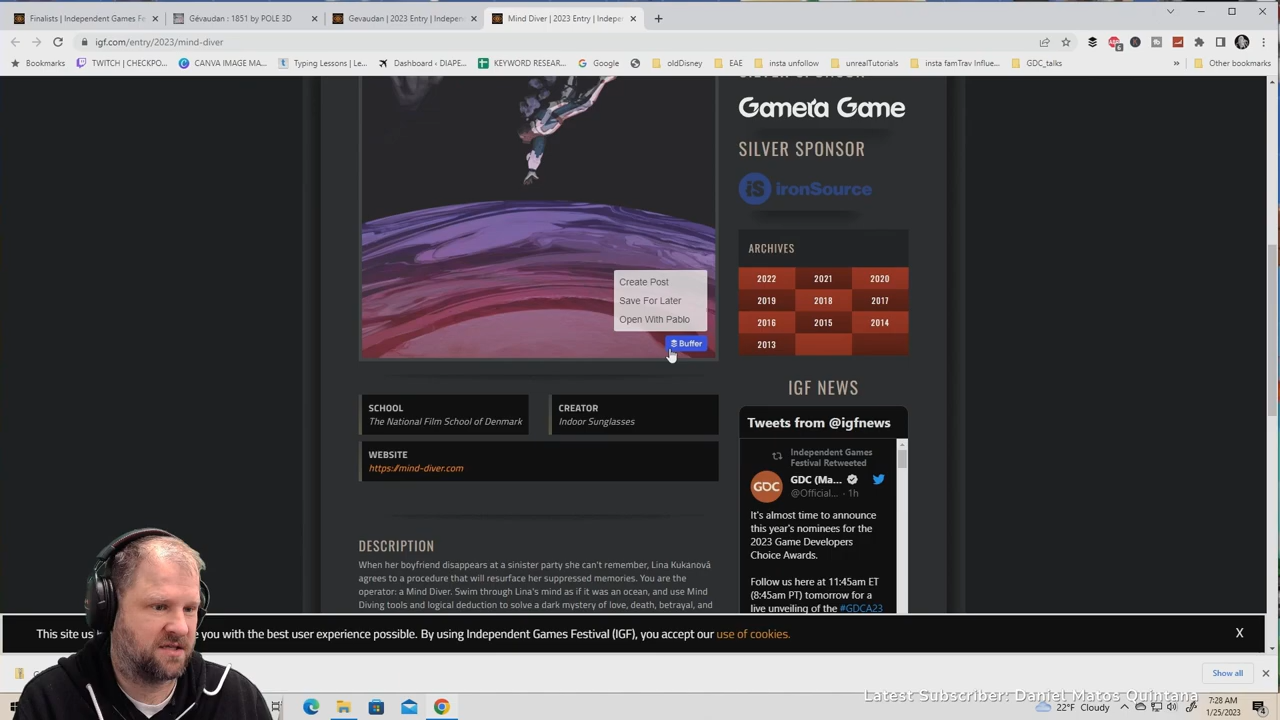 Finalists | Independent Games Fe
Gévaudan : 1851 by POLE 3D
Gevaudan | 2023 Entry | Indepen
Mind Diver | 2023 Entry | Indepe
igf.com/entry/2023/mind-diver
Bookmarks
TWITCH | CHECKPO...
CANVA IMAGE MA...
Typing Lessons | Le...
Dashboard ‹ DIAPE...
KEYWORD RESEAR...
Google
oldDisney
EAE
insta unfollow
unrealTutorials
insta famTrav Influe...
GDC_talks
»
Other bookmarks
Gamera Game
SILVER SPONSOR
iS ironSource
ARCHIVES
2022 2021 2020
2019 2018 2017
2016 2015 2014
2013
Create Post
Save For Later
Open With Pablo
Buffer
SCHOOL
The National Film School of Denmark
CREATOR
Indoor Sunglasses
WEBSITE
https://mind-diver.com
DESCRIPTION
When her boyfriend disappears at a sinister party she can't remember, Lina Kukanová
agrees to a procedure that will resurface her suppressed memories. You are the
operator: a Mind Diver. Swim through Lina's mind as if it was an ocean, and use Mind
Diving tools and logical deduction to solve a dark mystery of love, death, betrayal, and
IGF NEWS
Tweets from @igfnews
Independent Games
Festival Retweeted
GDC
GDC (Ma...
@Official... · 1h
It's almost time to announce
this year's nominees for the
2023 Game Developers
Choice Awards.
Follow us here at 11:45am ET
(8:45am PT) tomorrow for a
live unveiling of the #GDCA23
This site us
you with the best user experience possible. By using Independent Games Festival (IGF), you accept our use of cookies.
X
Show all
Latest Subscriber: Daniel Matos Quintana
22°F Cloudy
7:28 AM
1/25/2023